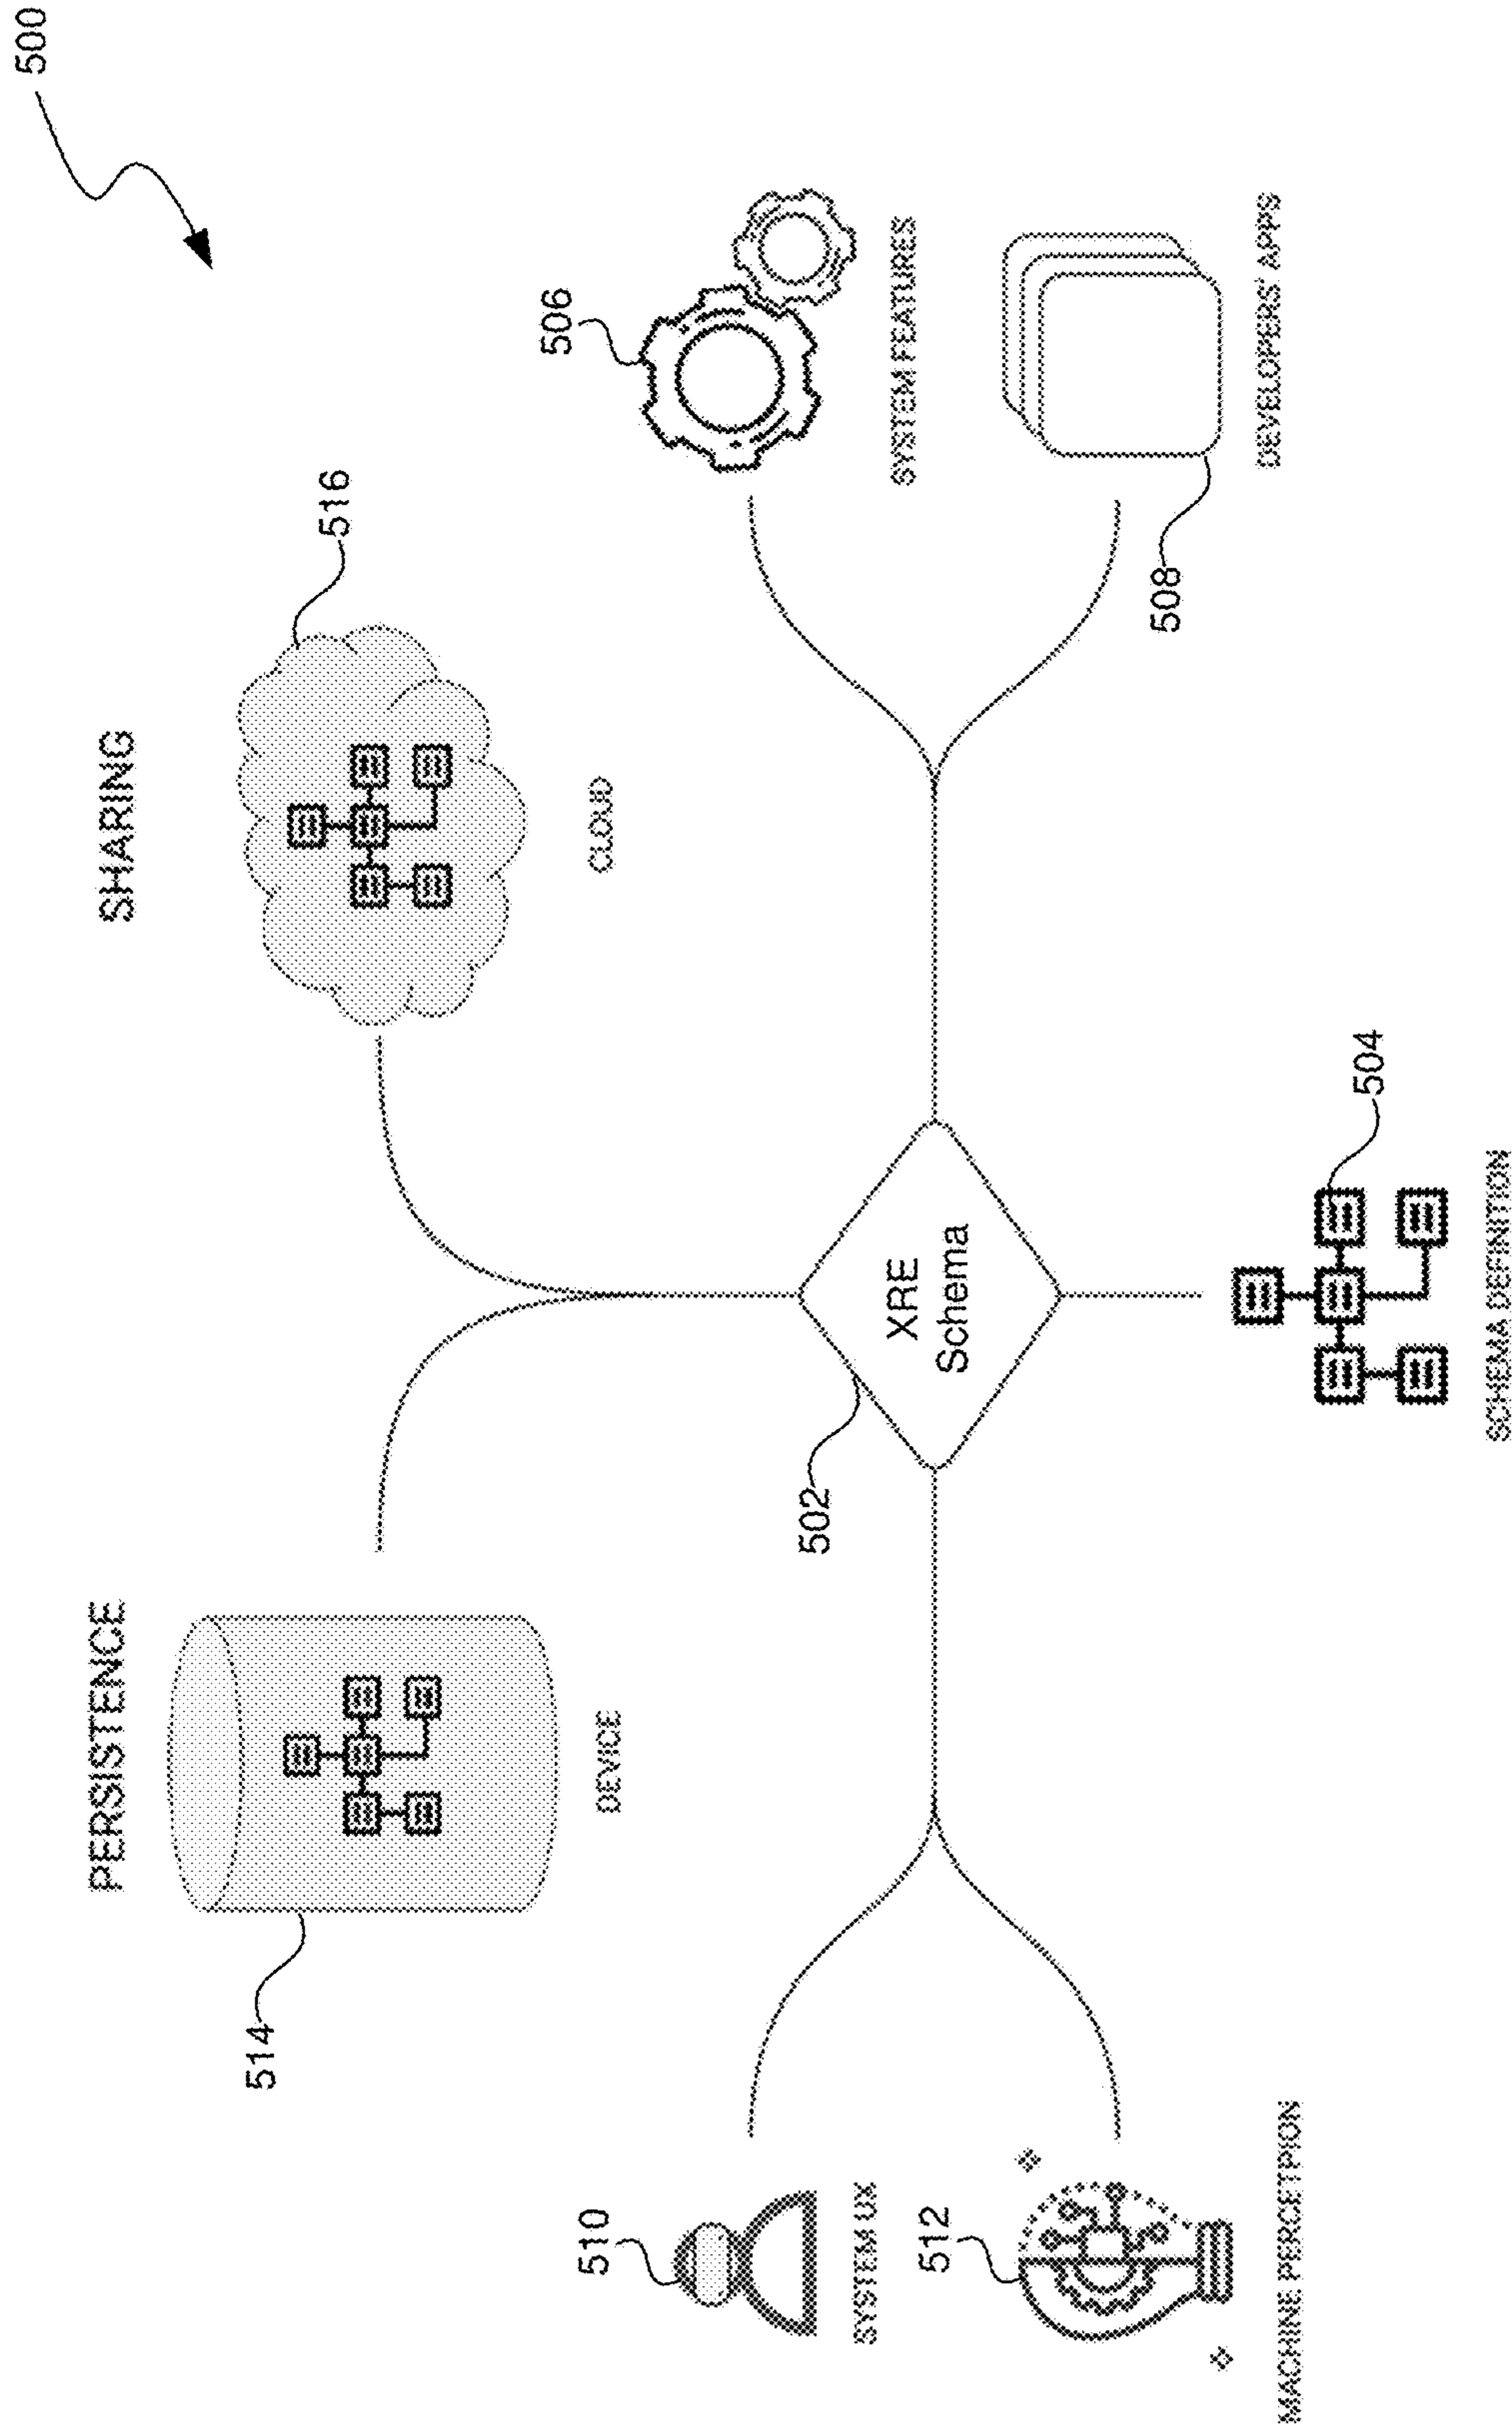 500
PERSISTENCE
SHARING
514
516
DEVICE
CLOUD
510
506
SYSTEM UX
502
XRE
Schema
SYSTEM FEATURES
512
508
MACHINE PERCETPION
DEVELOPERS' APPS
504
SCHEMA DEFINITION